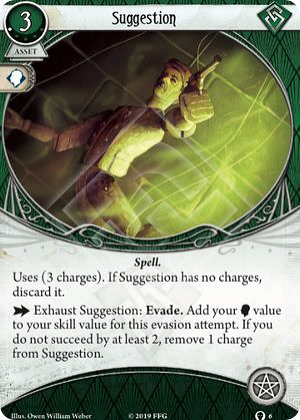 3
Suggestion
ASSET
Spell.
Uses (3 charges). If Suggestion has no charges,
discard it.
Exhaust Suggestion: Evade. Add your value
to your skill value for this evasion attempt. If you
do not succeed by at least 2, remove 1 charge
from Suggestion.
Illus. Owen William Weber © 2019 FFG 6